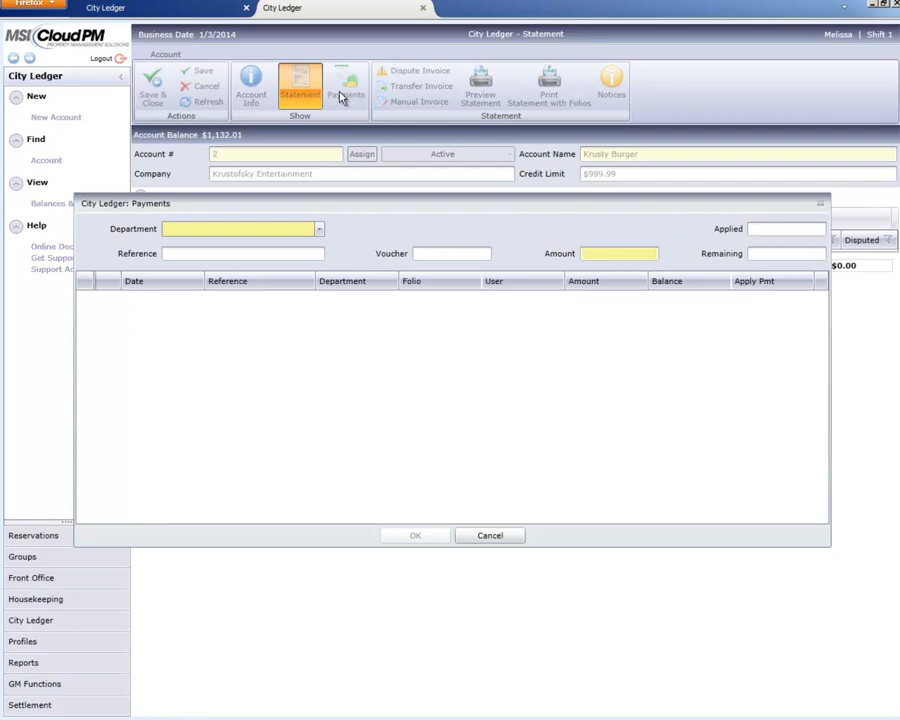 Firefox
City Ledger
City Ledger
MSI CloudPM
PROPERTY MANAGEMENT SOLUTIONS
Logout
Business Date 1/3/2014
City Ledger - Statement
Melissa
Shift 1
Account
Save & Close
Save
Cancel
Refresh
Actions
Account Info
Statement
Payments
Show
Dispute Invoice
Transfer Invoice
Manual Invoice
Preview Statement
Print Statement with Folios
Notices
Statement
City Ledger
New
New Account
Find
Account
View
Balances &
Help
Online Doc
Get Suppo
Support Ac
Account Balance $1,132.01
Account # 2 Assign Active Account Name Krusty Burger
Company Krustofsky Entertainment Credit Limit $999.99
Disputed
$0.00
City Ledger: Payments
Department Applied
Reference Voucher Amount Remaining
Date Reference Department Folio User Amount Balance Apply Pmt
OK Cancel
Reservations
Groups
Front Office
Housekeeping
City Ledger
Profiles
Reports
GM Functions
Settlement